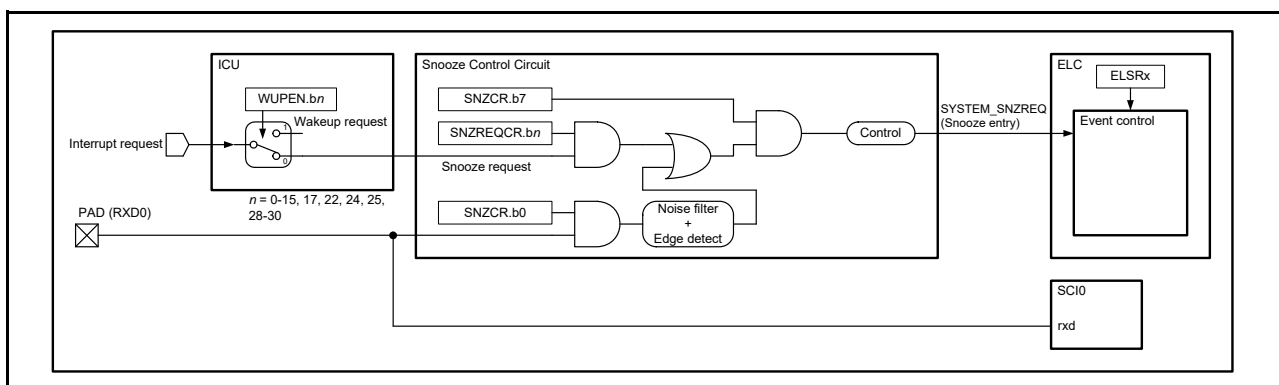 ICU
WUPEN.bn
1
Wakeup request
Interrupt request
0
n = 0-15, 17, 22, 24, 25,
28-30
PAD (RXD0)
Snooze Control Circuit
SNZCR.b7
SNZREQCR.bn
Snooze request
SNZCR.b0
Noise filter
+
Edge detect
Control
SYSTEM_SNZREQ
(Snooze entry)
ELC
ELSRx
Event control
SCI0
rxd